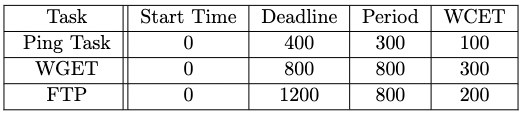 Task Start Time Deadline Period WCET
Ping Task 0 400 300 100
WGET 0 800 800 300
FTP 0 1200 800 200